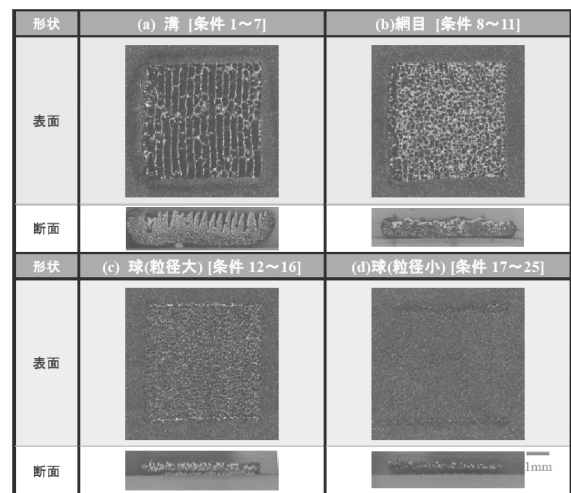 形状 (a) 溝 [条件 1～7] (b)網目 [条件 8～11]
表面
断面
形状 (c) 球(粒径大) [条件 12～16] (d)球(粒径小) [条件 17～25]
表面
断面
1mm